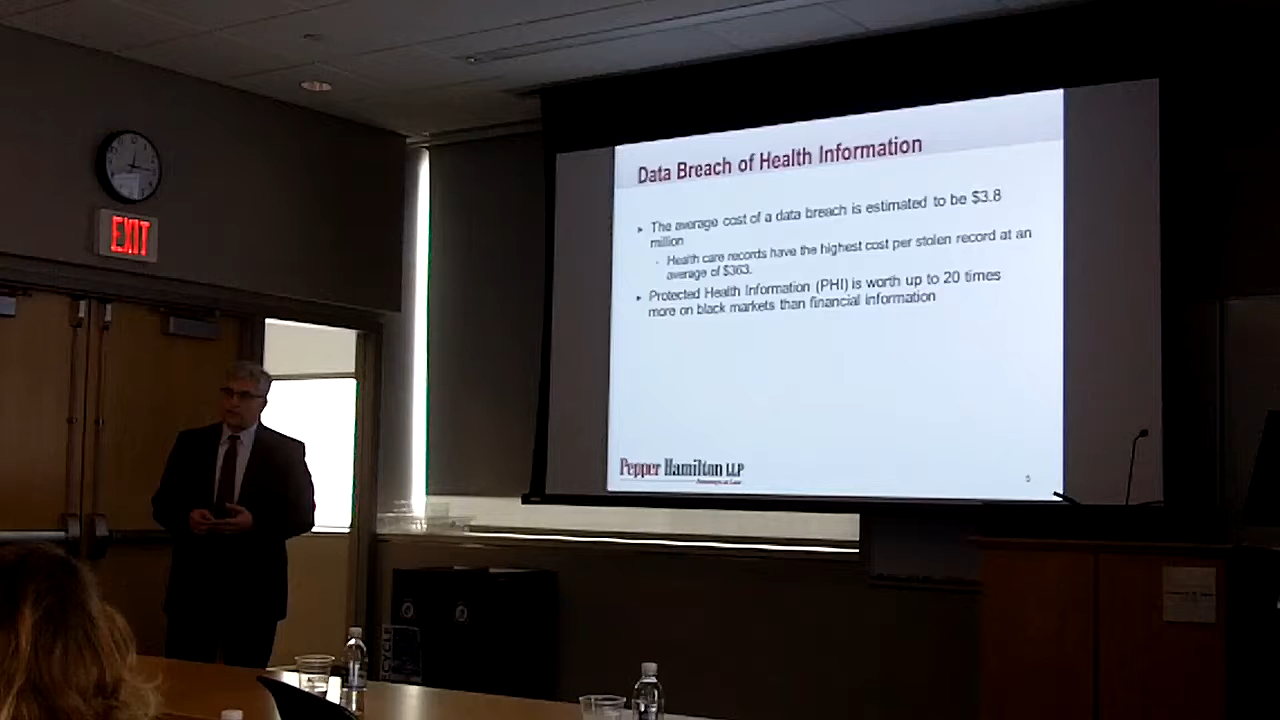 EXIT
Data Breach of Health Information
The average cost of a data breach is estimated to be $3.8
million
Health care records have the highest cost per stolen record at an
average of $363.
Protected Health Information (PHI) is worth up to 20 times
more on black markets than financial information
Pepper Hamilton LLP
Attorneys at Law